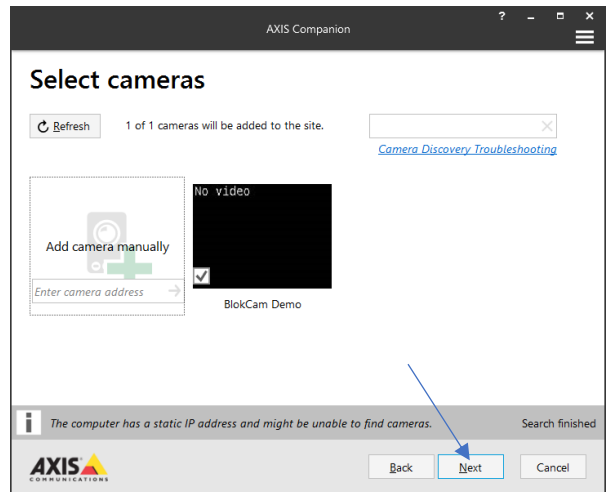 AXIS Companion
?
Select cameras
Refresh
1 of 1 cameras will be added to the site.
Camera Discovery Troubleshooting
Add camera manually
Enter camera address
No video
BlokCam Demo
The computer has a static IP address and might be unable to find cameras.
Search finished
AXIS
COMMUNICATIONS
Back
Next
Cancel